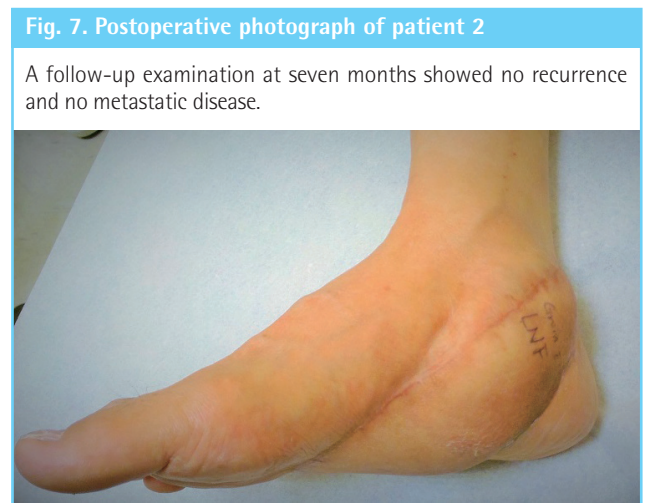 Fig. 7. Postoperative photograph of patient 2
A follow-up examination at seven months showed no recurrence
and no metastatic disease.
LNF